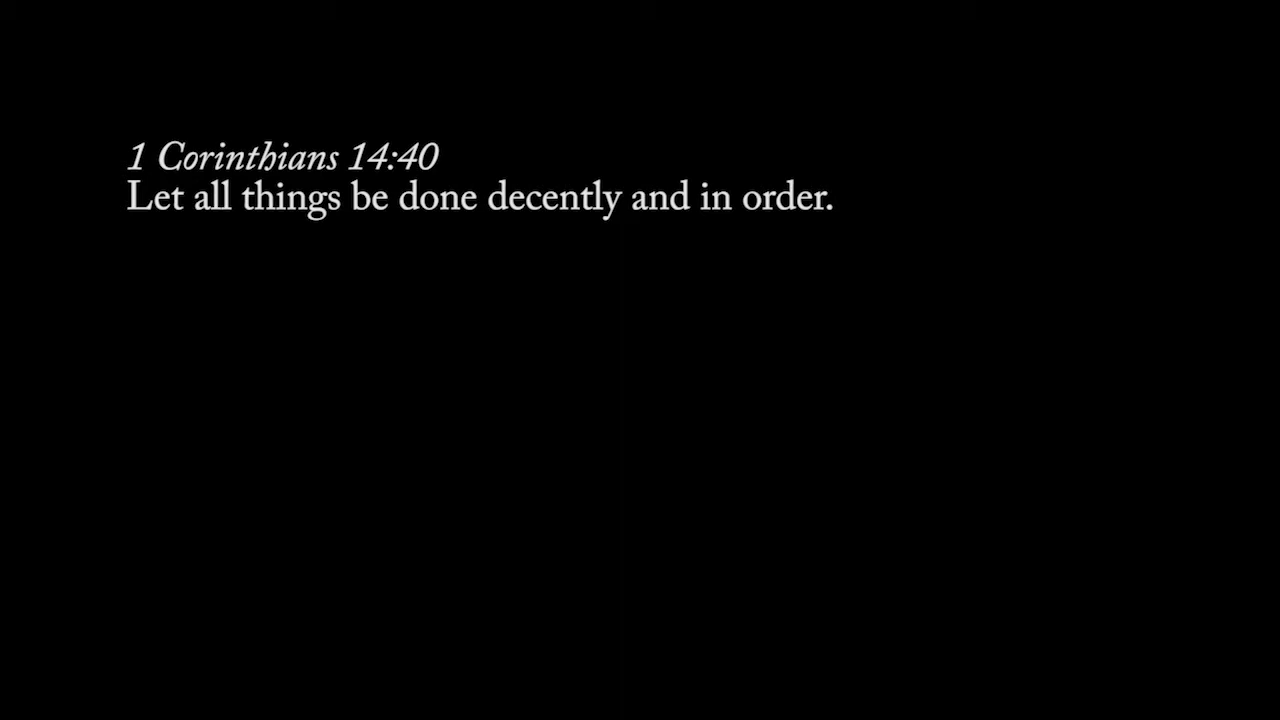 1 Corinthians 14:40
Let all things be done decently and in order.